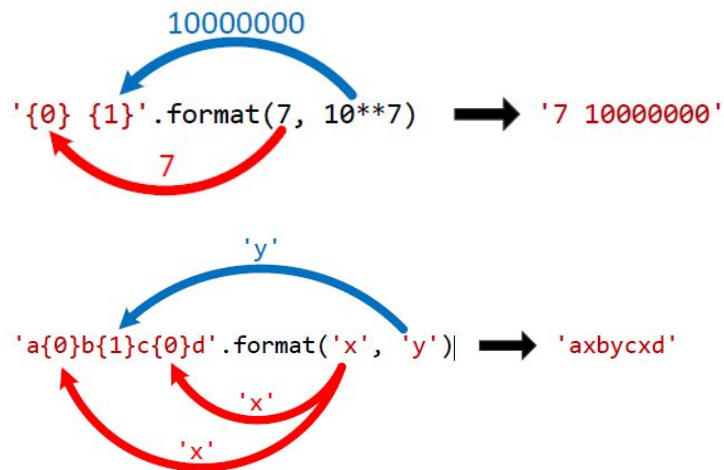 10000000
'{0} {1}'.format(7, 10**7) '7 10000000'
7
'y'
'a{0}b{1}c{0}d'.format('x', 'y') 'axbycxd'
'x'
'x'